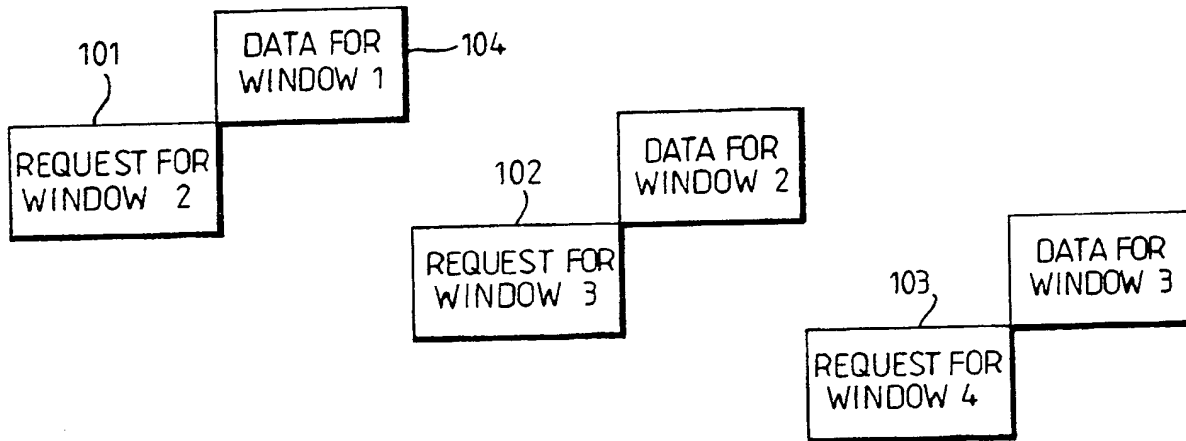 101
DATA FOR
WINDOW 1
104
REQUEST FOR
WINDOW 2
102
DATA FOR
WINDOW 2
REQUEST FOR
WINDOW 3
103
DATA FOR
WINDOW 3
REQUEST FOR
WINDOW 4